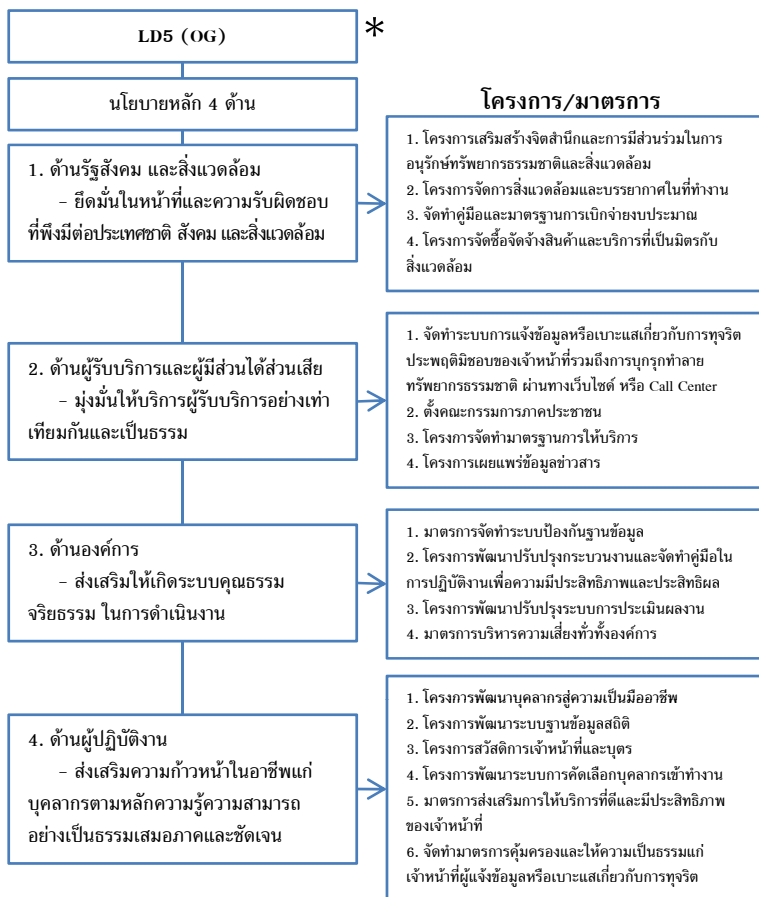 LD5 (OG)
*
นโยบายหลัก 4 ด้าน
โครงการ/มาตรการ
1. ด้านรัฐสังคม และสิ่งแวดล้อม
– ยึดมั่นในหน้าที่และความรับผิดชอบ
ที่พึงมีต่อประเทศชาติ สังคม และสิ่งแวดล้อม
1. โครงการเสริมสร้างจิตสำนึกและการมีส่วนร่วมในการ
อนุรักษ์ทรัพยากรธรรมชาติและสิ่งแวดล้อม
2. โครงการจัดการสิ่งแวดล้อมและบรรยากาศในที่ทำงาน
3. จัดทำคู่มือและมาตรฐานการเบิกจ่ายงบประมาณ
4. โครงการจัดซื้อจัดจ้างสินค้าและบริการที่เป็นมิตรกับ
สิ่งแวดล้อม
2. ด้านผู้รับบริการและผู้มีส่วนได้ส่วนเสีย
– มุ่งมั่นให้บริการผู้รับบริการอย่างเท่า
เทียมกันและเป็นธรรม
1. จัดทำระบบการแจ้งข้อมูลหรือเบาะแสเกี่ยวกับการทุจริต
ประพฤติมิชอบของเจ้าหน้าที่รวมถึงการบุกรุกทำลาย
ทรัพยากรธรรมชาติ ผ่านทางเว็บไซด์ หรือ Call Center
2. ตั้งคณะกรรมการภาคประชาชน
3. โครงการจัดทำมาตรฐานการให้บริการ
4. โครงการเผยแพร่ข้อมูลข่าวสาร
3. ด้านองค์การ
– ส่งเสริมให้เกิดระบบคุณธรรม
จริยธรรม ในการดำเนินงาน
1. มาตรการจัดทำระบบป้องกันฐานข้อมูล
2. โครงการพัฒนาปรับปรุงกระบวนงานและจัดทำคู่มือใน
การปฏิบัติงานเพื่อความมีประสิทธิภาพและประสิทธิผล
3. โครงการพัฒนาปรับปรุงระบบการประเมินผลงาน
4. มาตรการบริหารความเสี่ยงทั่วทั้งองค์การ
4. ด้านผู้ปฏิบัติงาน
– ส่งเสริมความก้าวหน้าในอาชีพแก่
บุคลากรตามหลักความรู้ความสามารถ
อย่างเป็นธรรมเสมอภาคและชัดเจน
1. โครงการพัฒนาบุคลากรสู่ความเป็นมืออาชีพ
2. โครงการพัฒนาระบบฐานข้อมูลสถิติ
3. โครงการสวัสดิการเจ้าหน้าที่และบุตร
4. โครงการพัฒนาระบบการคัดเลือกบุคลากรเข้าทำงาน
5. มาตรการส่งเสริมการให้บริการที่ดีและมีประสิทธิภาพ
ของเจ้าหน้าที่
6. จัดทำมาตรการคุ้มครองและให้ความเป็นธรรมแก่
เจ้าหน้าที่ผู้แจ้งข้อมูลหรือเบาะแสเกี่ยวกับการทุจริต